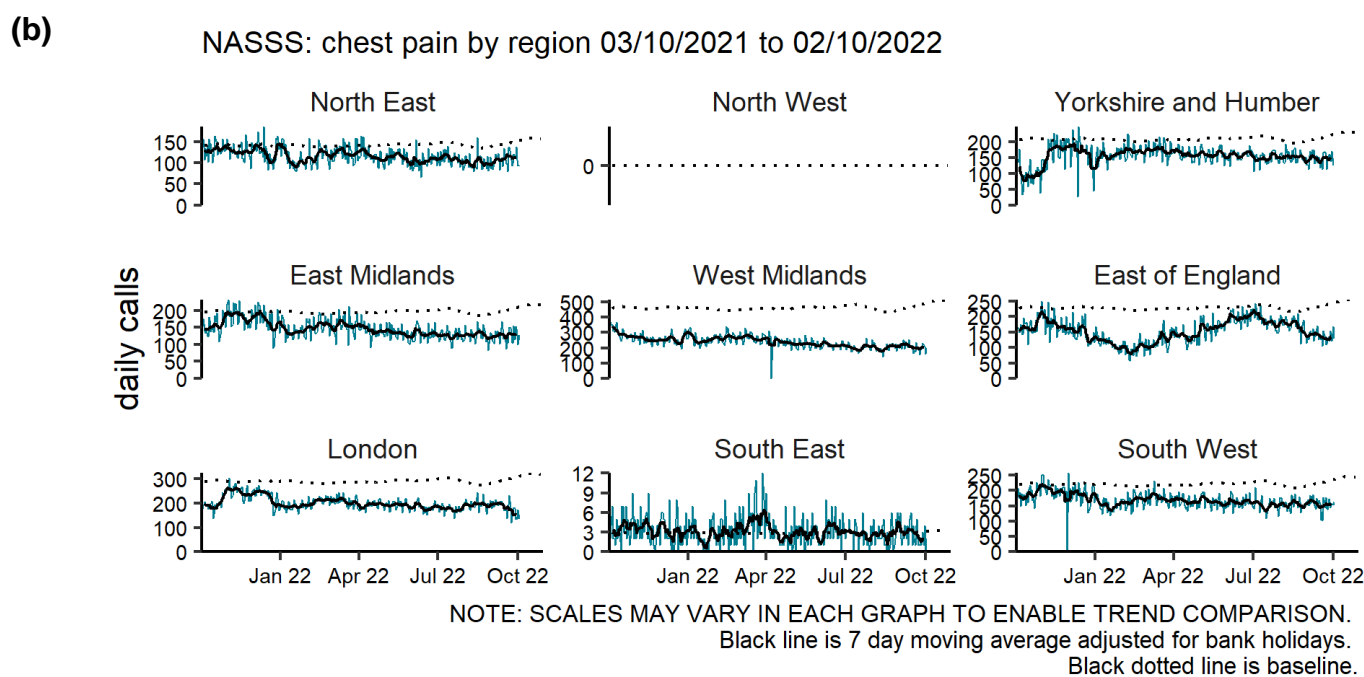 (b)
NASSS: chest pain by region 03/10/2021 to 02/10/2022
North East
North West
Yorkshire and Humber
150
100
50
0
0
200
150
100
50
0
East Midlands
West Midlands
East of England
daily calls
200
150
100
50
0
500
400
300
200
100
0
250
200
150
100
50
0
London
South East
South West
300
200
100
0
12
9
6
3
0
250
200
150
100
50
0
Jan 22 Apr 22 Jul 22 Oct 22
Jan 22 Apr 22 Jul 22 Oct 22
Jan 22 Apr 22 Jul 22 Oct 22
NOTE: SCALES MAY VARY IN EACH GRAPH TO ENABLE TREND COMPARISON.
Black line is 7 day moving average adjusted for bank holidays.
Black dotted line is baseline.